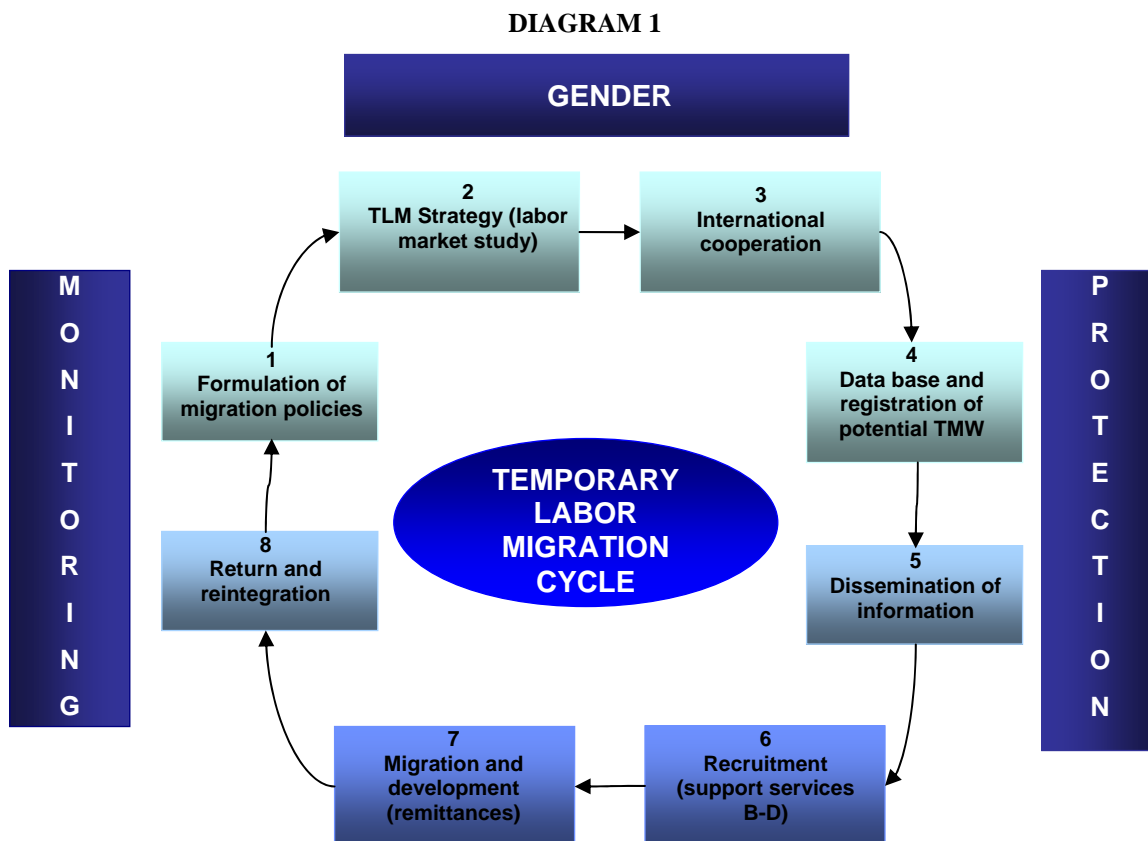 DIAGRAM 1
GENDER
2
TLM Strategy (labor
market study)
3
International
cooperation
M
O
N
I
T
O
R
I
N
G
P
R
O
T
E
C
T
I
O
N
1
Formulation of
migration policies
4
Data base and
registration of
potential TMW
TEMPORARY
LABOR
MIGRATION
CYCLE
8
Return and
reintegration
5
Dissemination of
information
7
Migration and
development
(remittances)
6
Recruitment
(support services
B-D)